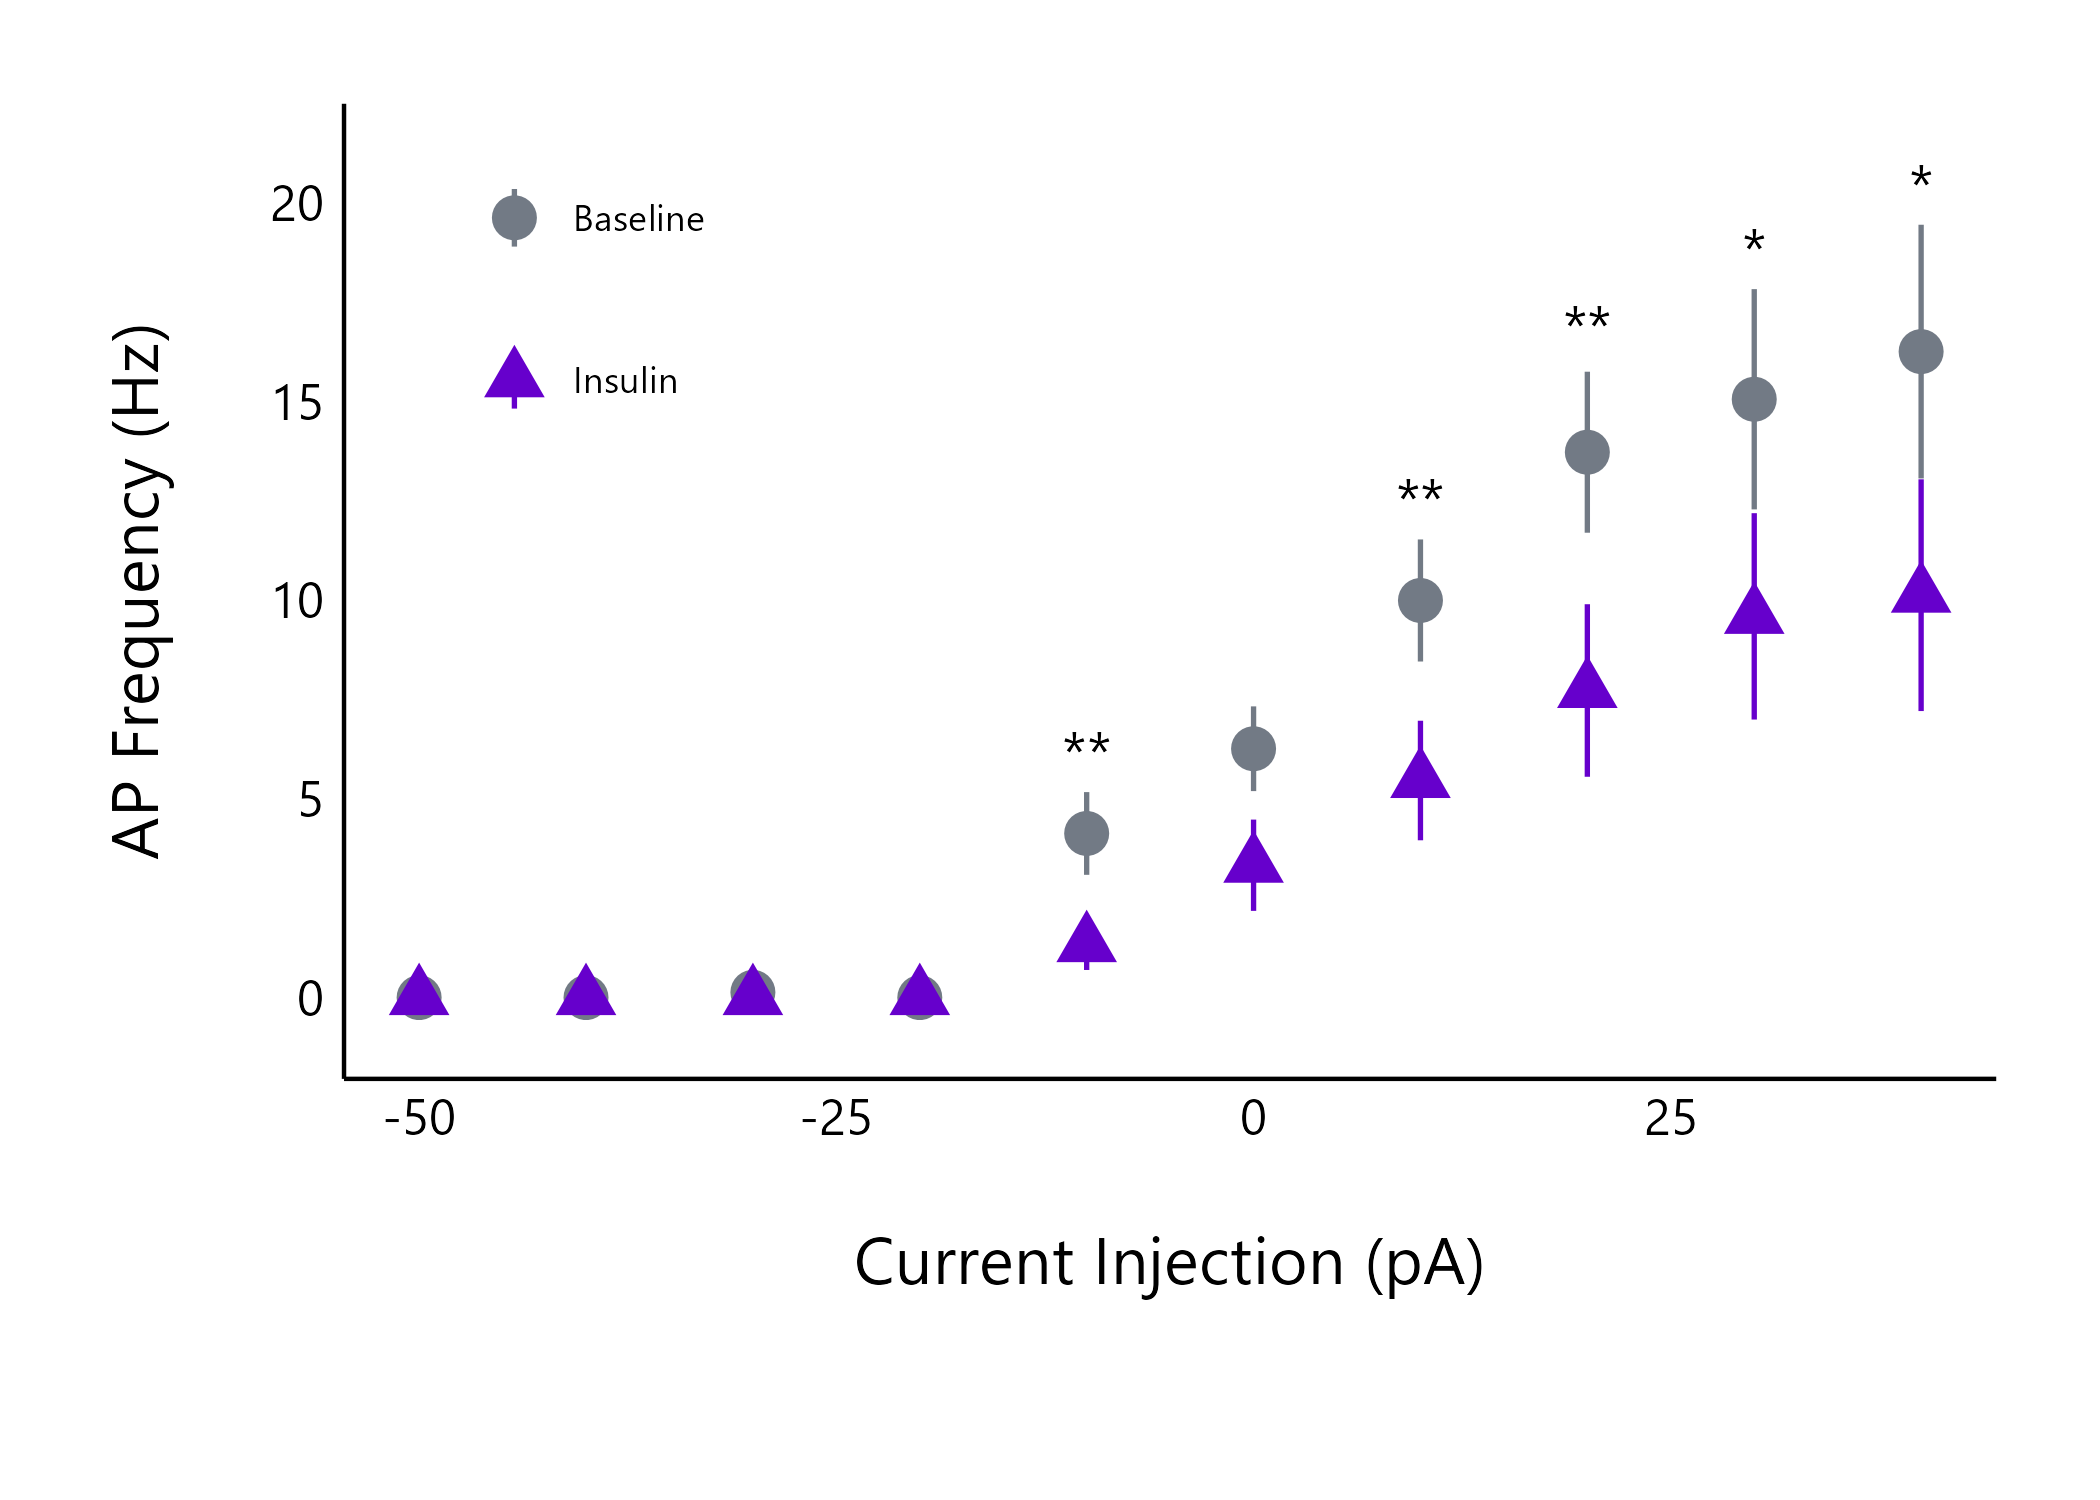 *
20
Baseline
*
**
Insulin
15
**
10
**
5
0
AP Frequency (Hz)
-50 -25 0 25
Current Injection (pA)